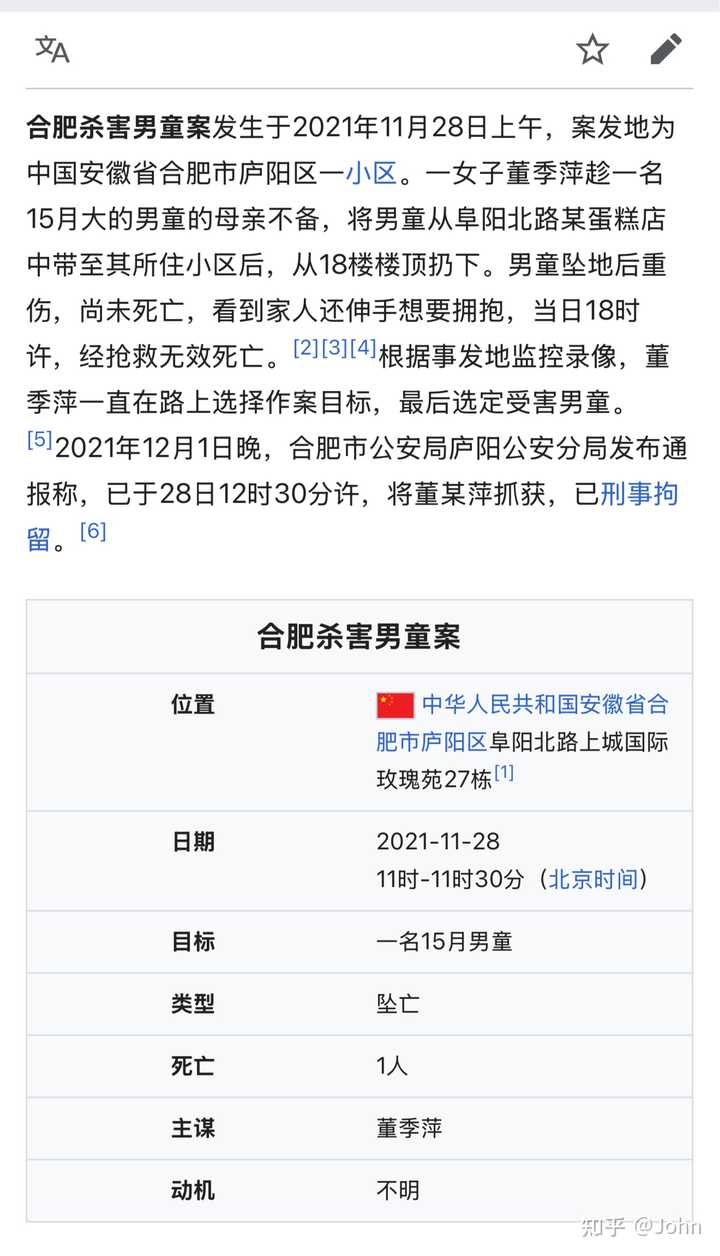 合肥杀害男童案发生于2021年11月28日上午，案发地为
中国安徽省合肥市庐阳区一小区。一女子董季萍趁一名
15月大的男童的母亲不备，将男童从阜阳北路某蛋糕店
中带至其所住小区后，从18楼楼顶扔下。男童坠地后重
伤，尚未死亡，看到家人还伸手想要拥抱，当日18时
许，经抢救无效死亡。[2][3][4]根据事发地监控录像，董
季萍一直在路上选择作案目标，最后选定受害男童。
[5]2021年12月1日晚，合肥市公安局庐阳公安分局发布通
报称，已于28日12时30分许，将董某萍抓获，已刑事拘
留。[6]
合肥杀害男童案
位置
中华人民共和国安徽省合
肥市庐阳区阜阳北路上城国际
玫瑰苑27栋[1]
日期
2021-11-28
11时-11时30分（北京时间）
目标
一名15月男童
类型
坠亡
死亡
1人
主谋
董季萍
动机
不明
知乎 @John